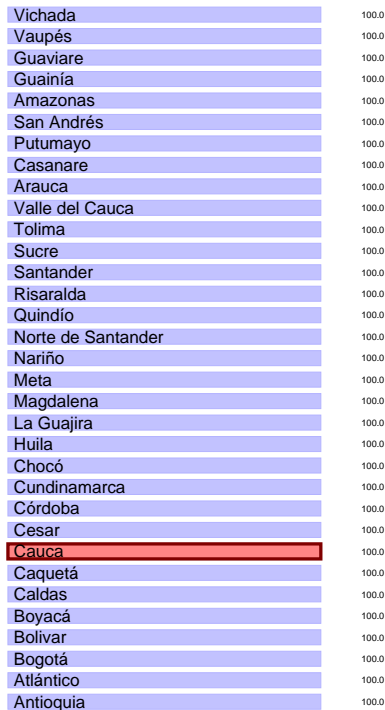 Vichada 100.0
Vaupés 100.0
Guaviare 100.0
Guainía 100.0
Amazonas 100.0
San Andrés 100.0
Putumayo 100.0
Casanare 100.0
Arauca 100.0
Valle del Cauca 100.0
Tolima 100.0
Sucre 100.0
Santander 100.0
Risaralda 100.0
Quindío 100.0
Norte de Santander 100.0
Nariño 100.0
Meta 100.0
Magdalena 100.0
La Guajira 100.0
Huila 100.0
Chocó 100.0
Cundinamarca 100.0
Córdoba 100.0
Cesar 100.0
Cauca 100.0
Caquetá 100.0
Caldas 100.0
Boyacá 100.0
Bolivar 100.0
Bogotá 100.0
Atlántico 100.0
Antioquia 100.0